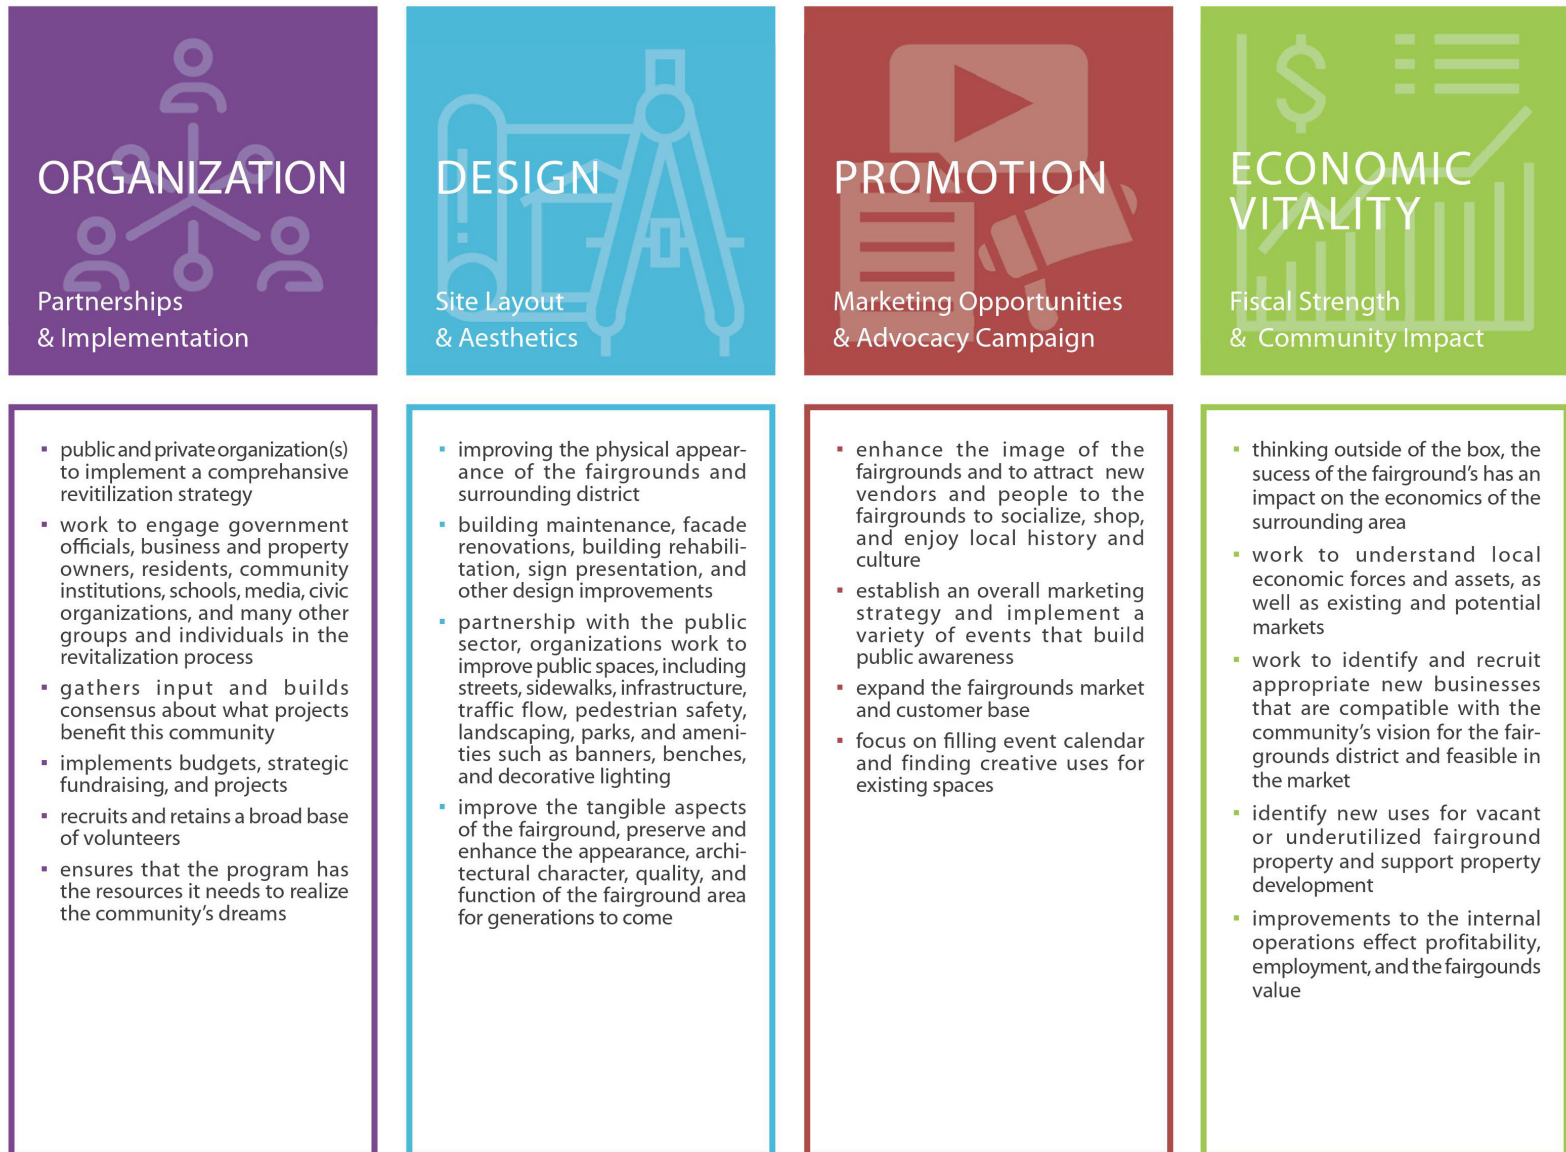 ORGANIZATION
Partnerships
& Implementation
▪ public and private organization(s)
to implement a comprehansive
revitilization strategy
▪ work to engage government
officials, business and property
owners, residents, community
institutions, schools, media, civic
organizations, and many other
groups and individuals in the
revitalization process
▪ gathers input and builds
consensus about what projects
benefit this community
▪ implements budgets, strategic
fundraising, and projects
▪ recruits and retains a broad base
of volunteers
▪ ensures that the program has
the resources it needs to realize
the community’s dreams
DESIGN
Site Layout
& Aesthetics
▪ improving the physical appear-
ance of the fairgrounds and
surrounding district
▪ building maintenance, facade
renovations, building rehabili-
tation, sign presentation, and
other design improvements
▪ partnership with the public
sector, organizations work to
improve public spaces, including
streets, sidewalks, infrastructure,
traffic flow, pedestrian safety,
landscaping, parks, and ameni-
ties such as banners, benches,
and decorative lighting
▪ improve the tangible aspects
of the fairground, preserve and
enhance the appearance, archi-
tectural character, quality, and
function of the fairground area
for generations to come
PROMOTION
Marketing Opportunities
& Advocacy Campaign
▪ enhance the image of the
fairgrounds and to attract new
vendors and people to the
fairgrounds to socialize, shop,
and enjoy local history and
culture
▪ establish an overall marketing
strategy and implement a
variety of events that build
public awareness
▪ expand the fairgrounds market
and customer base
▪ focus on filling event calendar
and finding creative uses for
existing spaces
$
ECONOMIC
VITALITY
Fiscal Strength
& Community Impact
▪ thinking outside of the box, the
sucess of the fairground’s has an
impact on the economics of the
surrounding area
▪ work to understand local
economic forces and assets, as
well as existing and potential
markets
▪ work to identify and recruit
appropriate new businesses
that are compatible with the
community’s vision for the fair-
grounds district and feasible in
the market
▪ identify new uses for vacant
or underutilized fairground
property and support property
development
▪ improvements to the internal
operations effect profitability,
employment, and the fairgounds
value